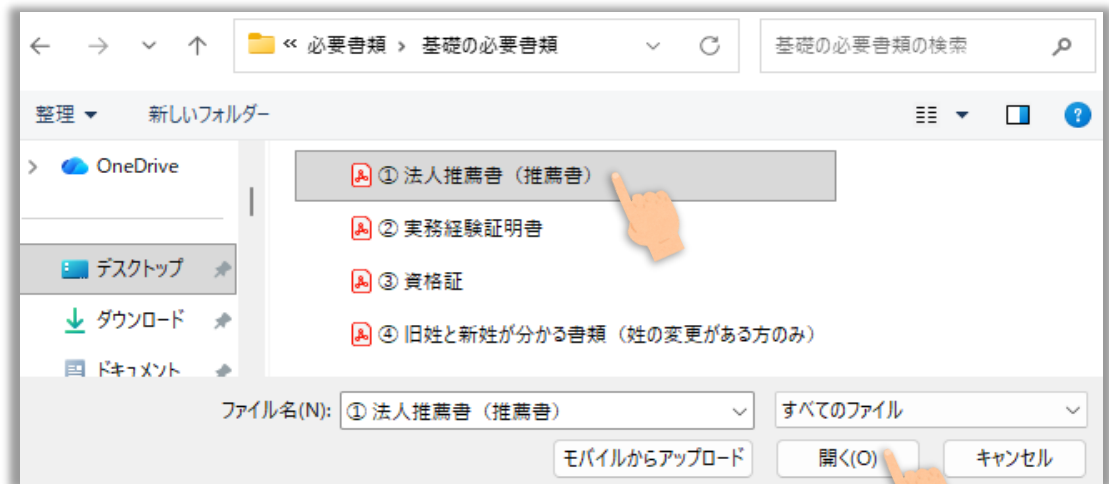 « 必要書類 › 基礎の必要書類
基礎の必要書類の検索
整理
新しいフォルダー
OneDrive
① 法人推薦書（推薦書）
② 実務経験証明書
デスクトップ
③ 資格証
ダウンロード
④ 旧姓と新姓が分かる書類（姓の変更がある方のみ）
ドキュメント
ファイル名(N): ① 法人推薦書（推薦書）
すべてのファイル
モバイルからアップロード
開く(O)
キャンセル